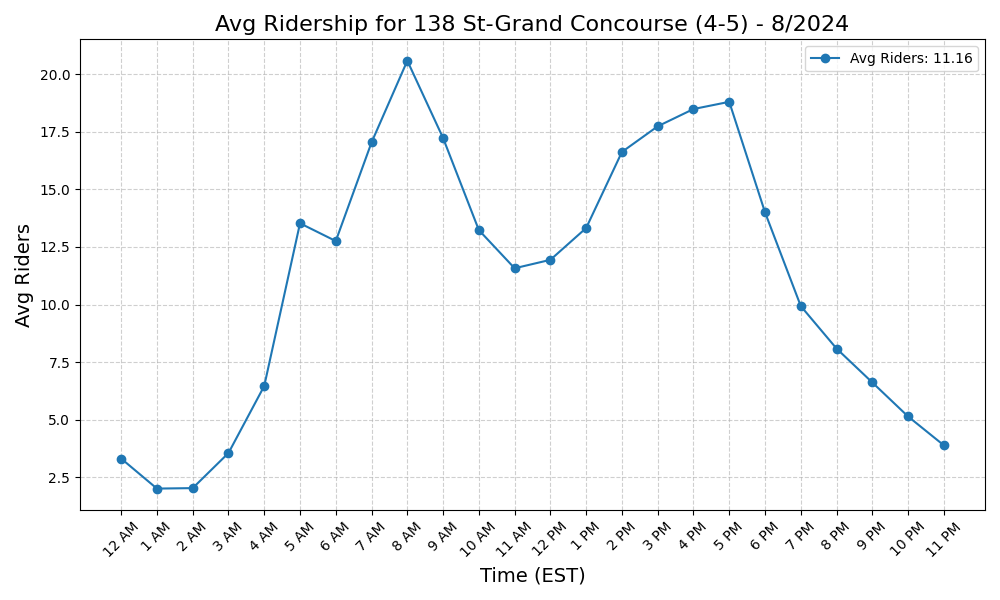 Avg Ridership for 138 St-Grand Concourse (4-5) - 8/2024
Avg Riders: 11.16
Avg Riders
20.0
17.5
15.0
12.5
10.0
7.5
5.0
2.5
12 AM
1 AM
2 AM
3 AM
4 AM
5 AM
6 AM
7 AM
8 AM
9 AM
10 AM
11 AM
12 PM
1 PM
2 PM
3 PM
4 PM
5 PM
6 PM
7 PM
8 PM
9 PM
10 PM
11 PM
Time (EST)